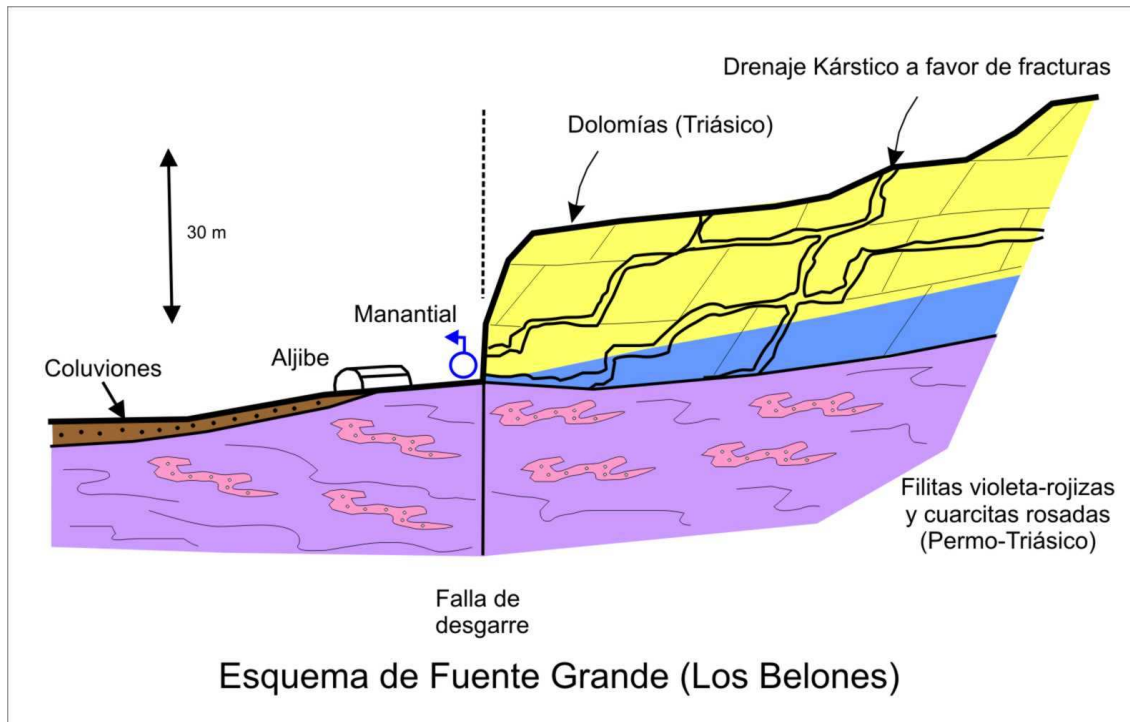 Drenaje Kárstico a favor de fracturas
Dolomías (Triásico)
30 m
Manantial
Aljibe
Coluviones
Filitas violeta-rojizas
y cuarcitas rosadas
(Permo-Triásico)
Falla de
desgarre
Esquema de Fuente Grande (Los Belones)